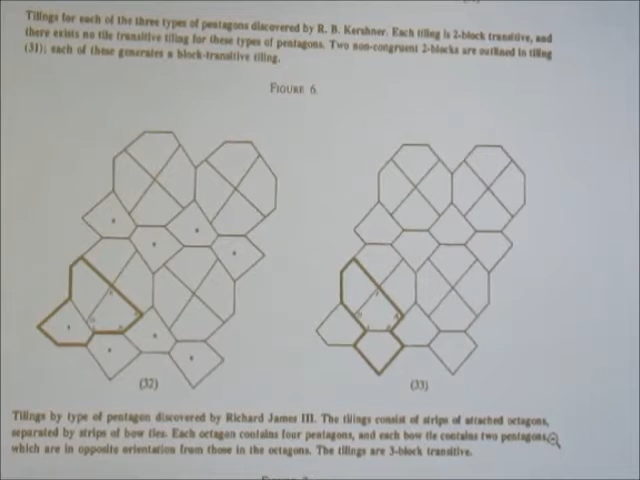 Tilings for each of the three types of pentagons discovered by R. B. Kershner. Each tiling is 2-block transitive, and
there exists no tile transitive tiling for these types of pentagons. Two non-congruent 2-blocks are outlined in tiling
(31); each of these generates a block-transitive tiling.
FIGURE 6.
(32) (33)
Tilings by type of pentagon discovered by Richard James III. The tilings consist of strips of attached octagons,
separated by strips of bow ties. Each octagon contains four pentagons, and each bow tie contains two pentagons,
which are in opposite orientation from those in the octagons. The tilings are 3-block transitive.